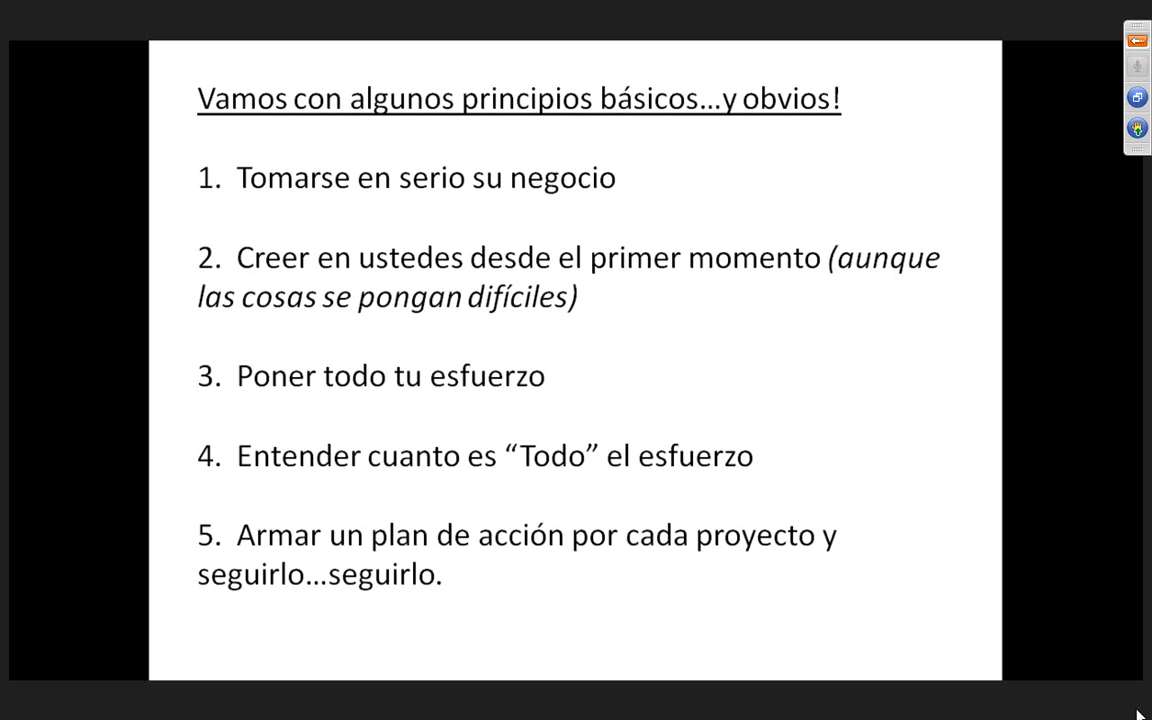 Vamos con algunos principios básicos...y obvios!
1. Tomarse en serio su negocio
2. Creer en ustedes desde el primer momento (aunque
las cosas se pongan difíciles)
3. Poner todo tu esfuerzo
4. Entender cuanto es “Todo” el esfuerzo
5. Armar un plan de acción por cada proyecto y
seguirlo...seguirlo.